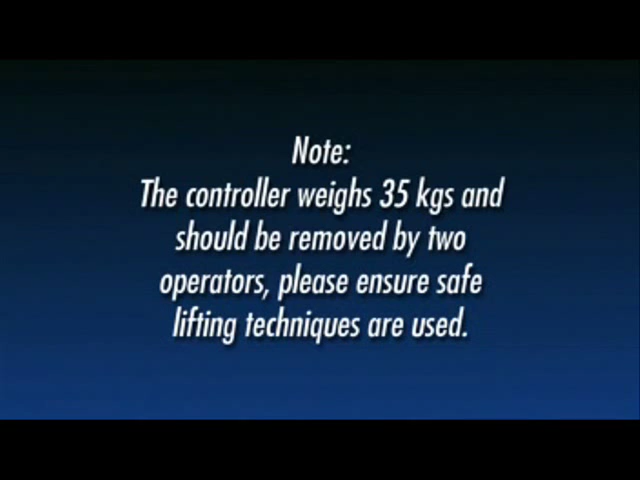 Note:
The controller weighs 35 kgs and
should be removed by two
operators, please ensure safe
lifting techniques are used.